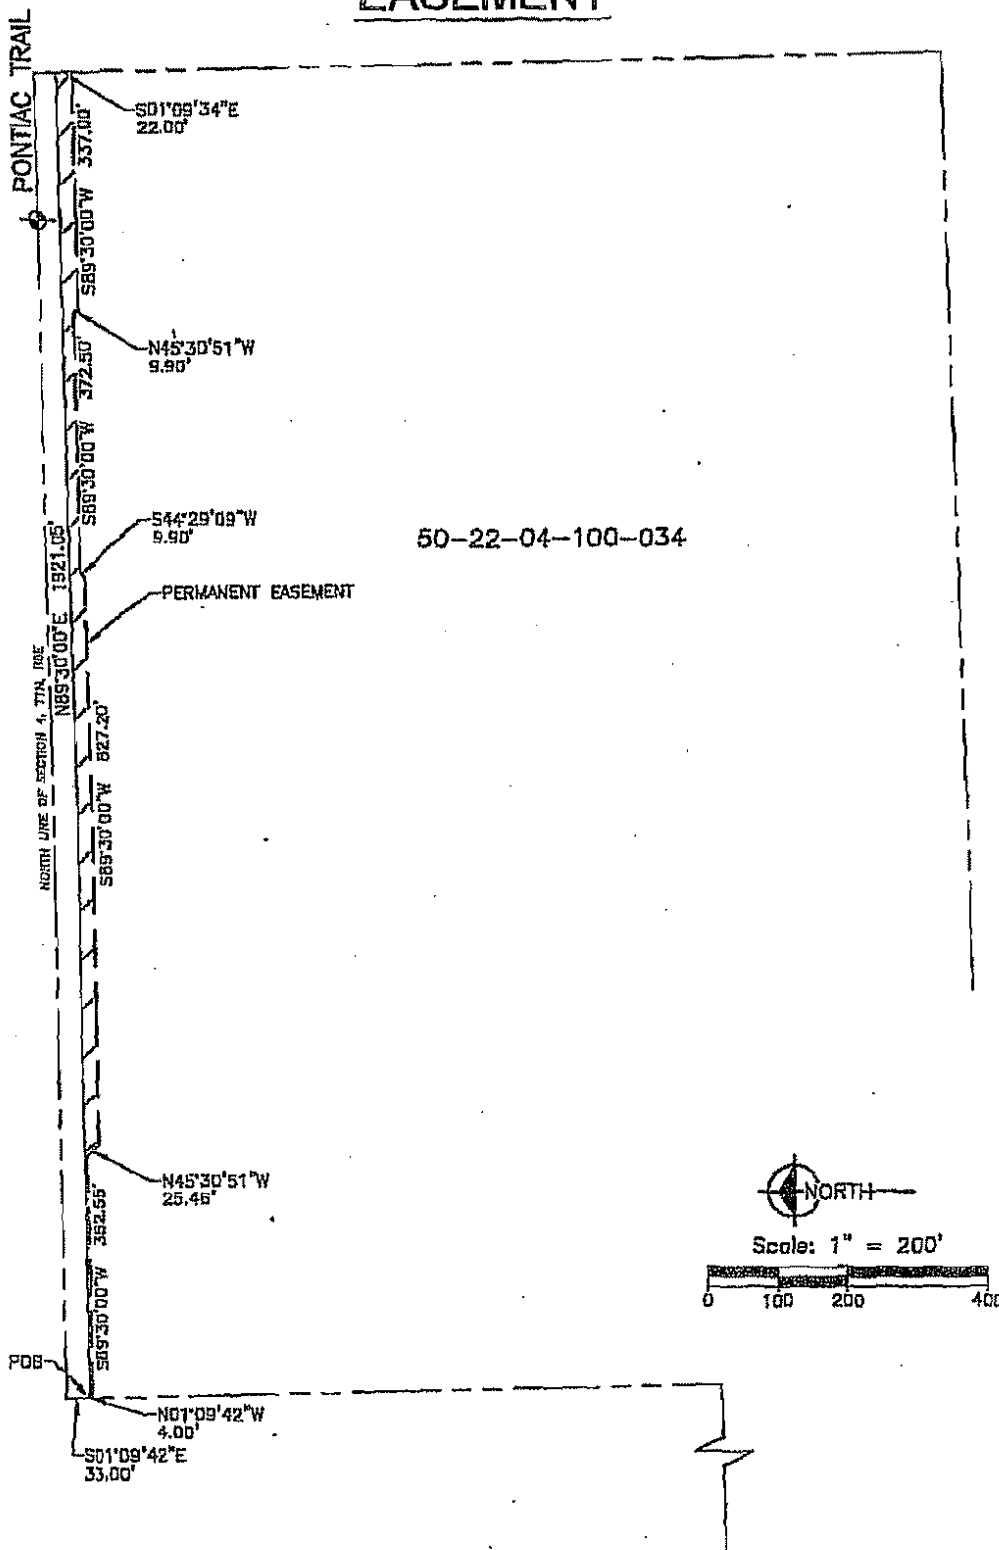 EASEMENT
PONTIAC TRAIL
S01°09'34"E
22.00'
S89°30'00"W 337.00'
N45°30'51"W
9.90'
S89°30'00"W 372.50'
S44°29'09"W
9.90'
50-22-04-100-034
PERMANENT EASEMENT
N89°30'00"E 1921.05'
NORTH LINE OF SECTION 4, T1N, R8E
S89°30'00"W 827.20'
N45°30'51"W
25.46'
S89°30'00"W 362.55'
NORTH
Scale: 1" = 200'
0 100 200 400
POB
N01°09'42"W
4.00'
S01°09'42"E
33.00'